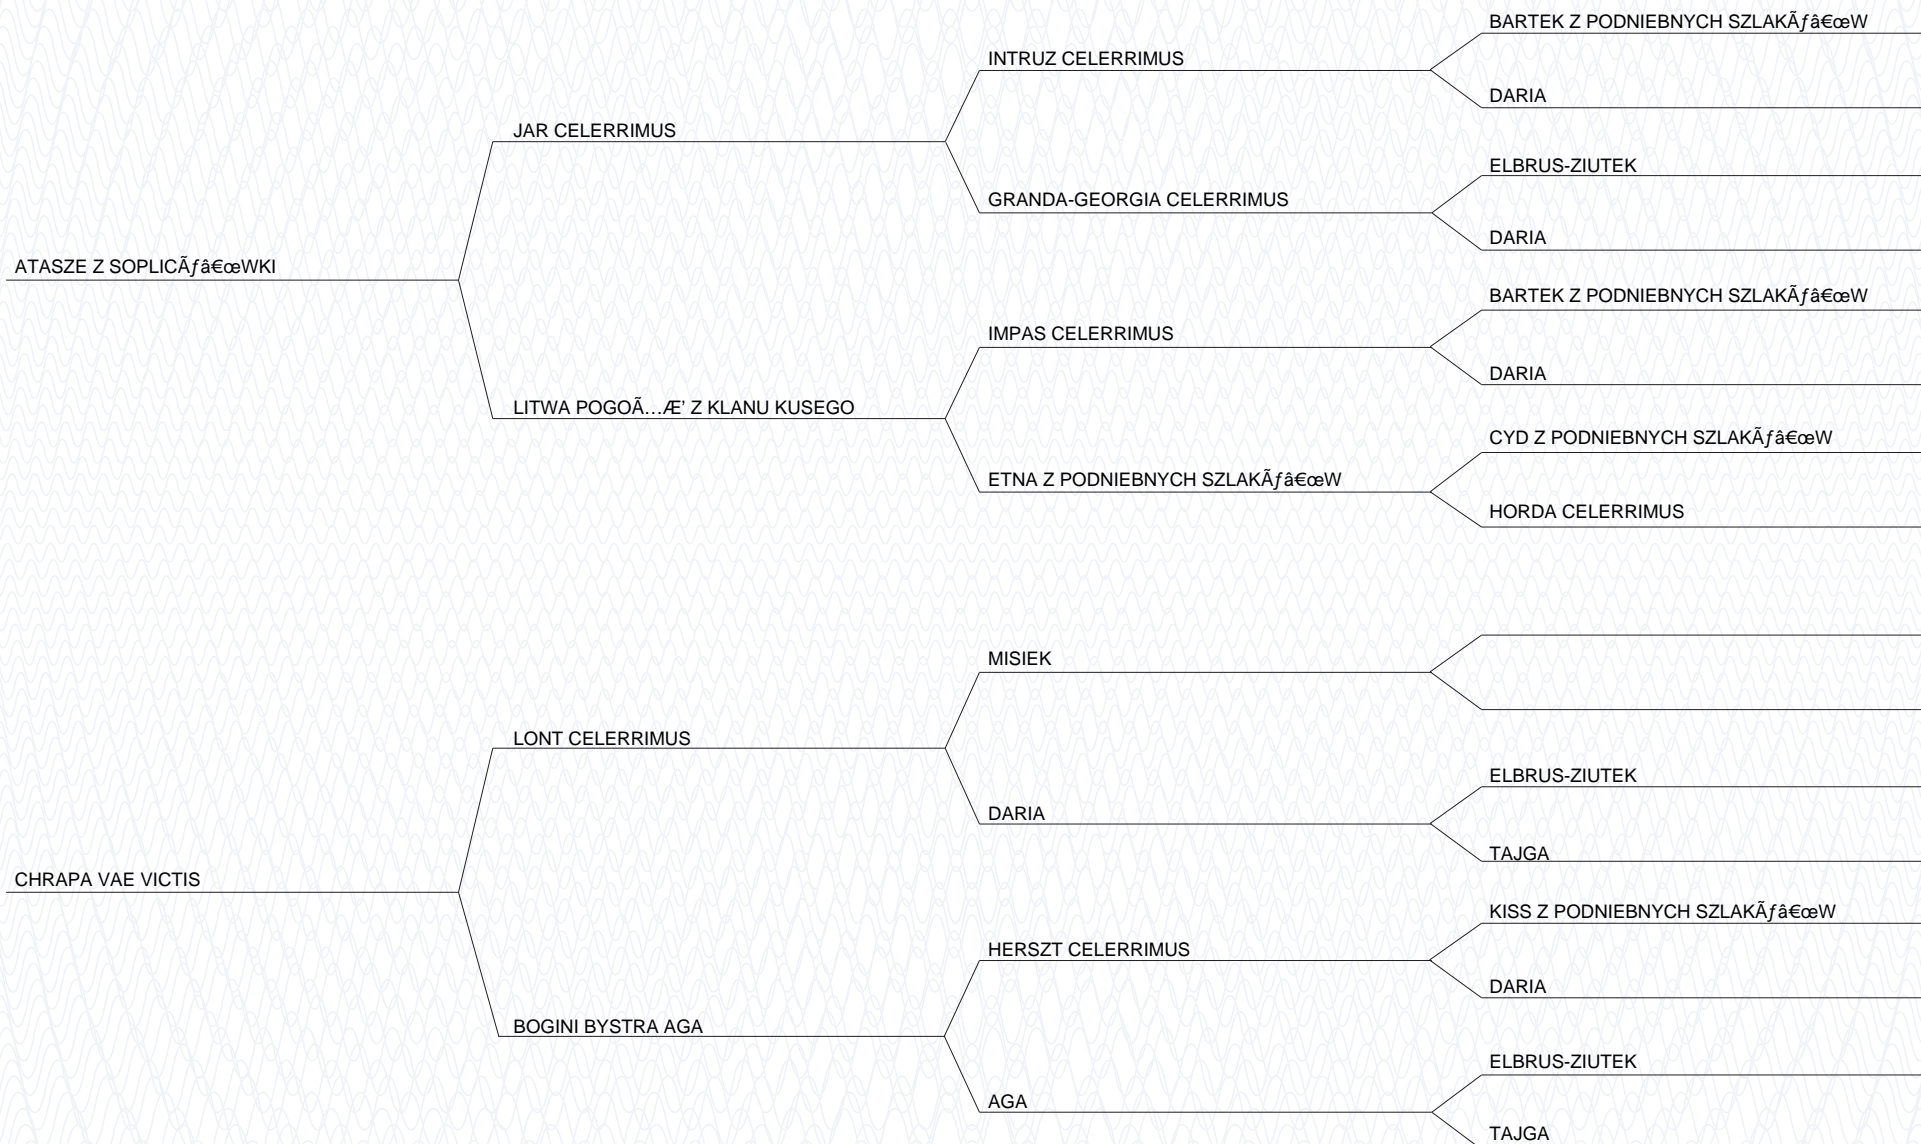 BARTEK Z PODNIEBNYCH SZLAKÃƒâ€œW
INTRUZ CELERRIMUS
DARIA
JAR CELERRIMUS
ELBRUS-ZIUTEK
GRANDA-GEORGIA CELERRIMUS
DARIA
ATASZE Z SOPLICÃƒâ€œWKI
BARTEK Z PODNIEBNYCH SZLAKÃƒâ€œW
IMPAS CELERRIMUS
DARIA
LITWA POGOÃ…Æ’ Z KLANU KUSEGO
CYD Z PODNIEBNYCH SZLAKÃƒâ€œW
ETNA Z PODNIEBNYCH SZLAKÃƒâ€œW
HORDA CELERRIMUS
MISIEK
LONT CELERRIMUS
ELBRUS-ZIUTEK
DARIA
TAJGA
CHRAPA VAE VICTIS
KISS Z PODNIEBNYCH SZLAKÃƒâ€œW
HERSZT CELERRIMUS
DARIA
BOGINI BYSTRA AGA
ELBRUS-ZIUTEK
AGA
TAJGA